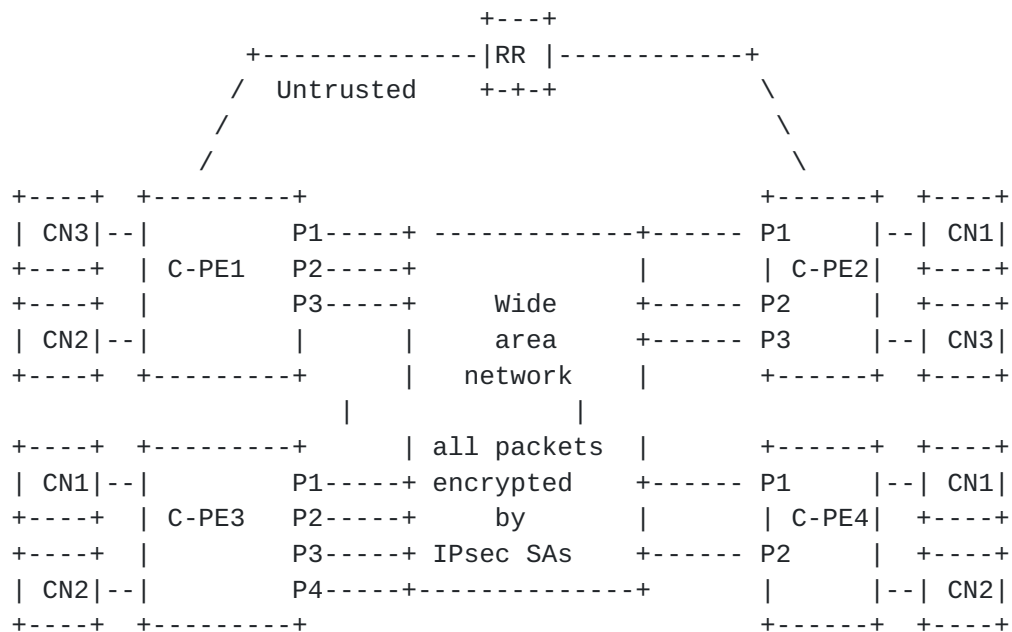 +---+
           +--------------|RR |------------+
          /  Untrusted    +-+-+             \
         /                                   \
        /                                     \
+----+  +---------+                          +------+  +----+
| CN3|--|         P1-----+ -------------+------ P1     |--| CN1|
+----+  | C-PE1   P2-----+              |       | C-PE2|  +----+
+----+  |         P3-----+     Wide     +------ P2     |  +----+
| CN2|--|         |      |     area     +------ P3     |--| CN3|
+----+  +---------+      |   network    |       +------+  +----+
                   |                |
+----+  +---------+      | all packets  |       +------+  +----+
| CN1|--|         P1-----+ encrypted    +------ P1     |--| CN1|
+----+  | C-PE3   P2-----+     by       |       | C-PE4|  +----+
+----+  |         P3-----+ IPsec SAs    +------ P2     |  +----+
| CN2|--|         P4-----+--------------+       |      |--| CN2|
+----+  +---------+                             +------+  +----+